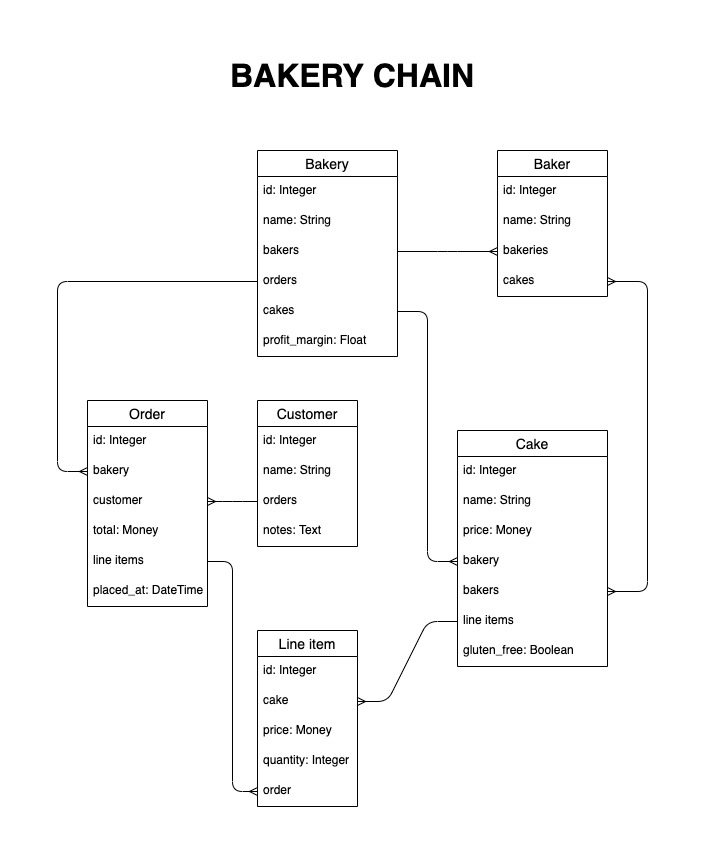 BAKERY CHAIN
Bakery
id: Integer
name: String
bakers
orders
cakes
profit_margin: Float
Baker
id: Integer
name: String
bakeries
cakes
Order
id: Integer
bakery
customer
total: Money
line items
placed_at: DateTime
Customer
id: Integer
name: String
orders
notes: Text
Cake
id: Integer
name: String
price: Money
bakery
bakers
line items
gluten_free: Boolean
Line item
id: Integer
cake
price: Money
quantity: Integer
order